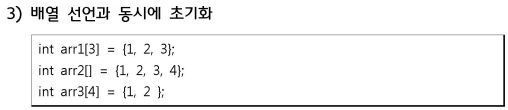 3) 배열 선언과 동시에 초기화
int arr1[3] = {1, 2, 3};
int arr2[] = {1, 2, 3, 4};
int arr3[4] = {1, 2 };